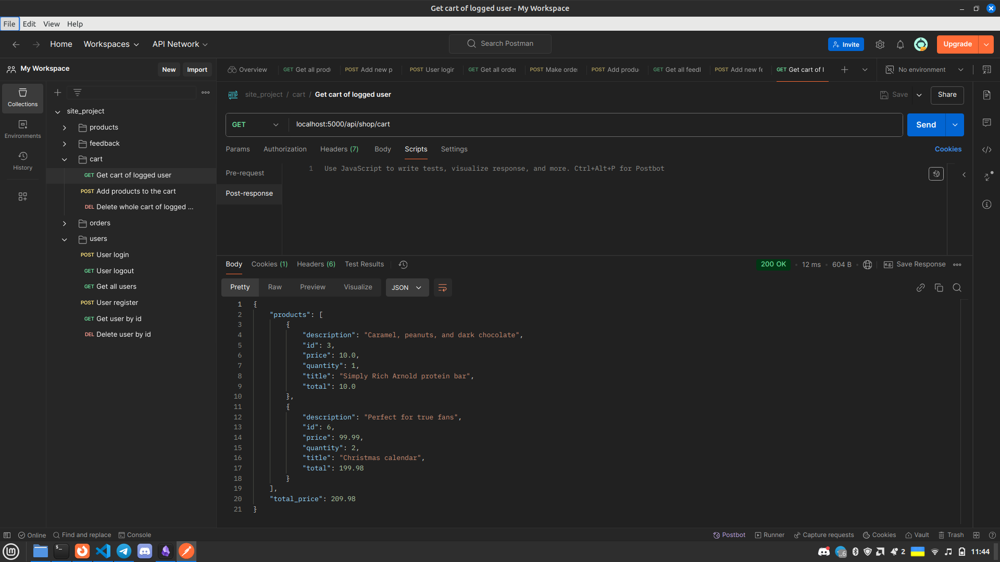 Get cart of logged user - My Workspace
File Edit View Help
Home Workspaces API Network Search Postman Invite Upgrade
My Workspace New Import
Overview GET Get all prod POST Add new p POST User login GET Get all order POST Make order POST Add produ GET Get all feedl POST Add new fe GET Get cart of l No environment
Collections
Environments
History
site_project
products
feedback
cart
GET Get cart of logged user
POST Add products to the cart
DEL Delete whole cart of logged ...
orders
users
POST User login
GET User logout
GET Get all users
POST User register
GET Get user by id
DEL Delete user by id
HTTP site_project / cart / Get cart of logged user Save Share
GET localhost:5000/api/shop/cart Send
Params Authorization Headers (7) Body Scripts Settings Cookies
Pre-request
Post-response
1 Use JavaScript to write tests, visualize response, and more. Ctrl+Alt+P for Postbot
Body Cookies (1) Headers (6) Test Results 200 OK 12 ms 604 B e.g. Save Response
Pretty Raw Preview Visualize JSON
1 {
2 "products": [
3 {
4 "description": "Caramel, peanuts, and dark chocolate",
5 "id": 3,
6 "price": 10.0,
7 "quantity": 1,
8 "title": "Simply Rich Arnold protein bar",
9 "total": 10.0
10 },
11 {
12 "description": "Perfect for true fans",
13 "id": 6,
14 "price": 99.99,
15 "quantity": 2,
16 "title": "Christmas calendar",
17 "total": 199.98
18 }
19 ],
20 "total_price": 209.98
21 }
Online Find and replace Console Postbot Runner Capture requests Cookies Vault Trash
$_ ..6 2 11:44